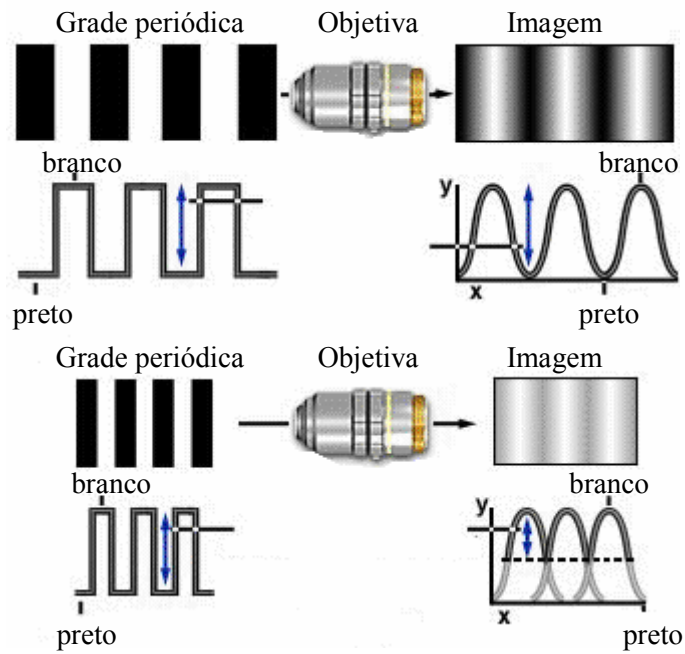 Grade periódica Objetiva Imagem
branco branco
y
x
preto preto
Grade periódica Objetiva Imagem
branco branco
y
x
preto preto